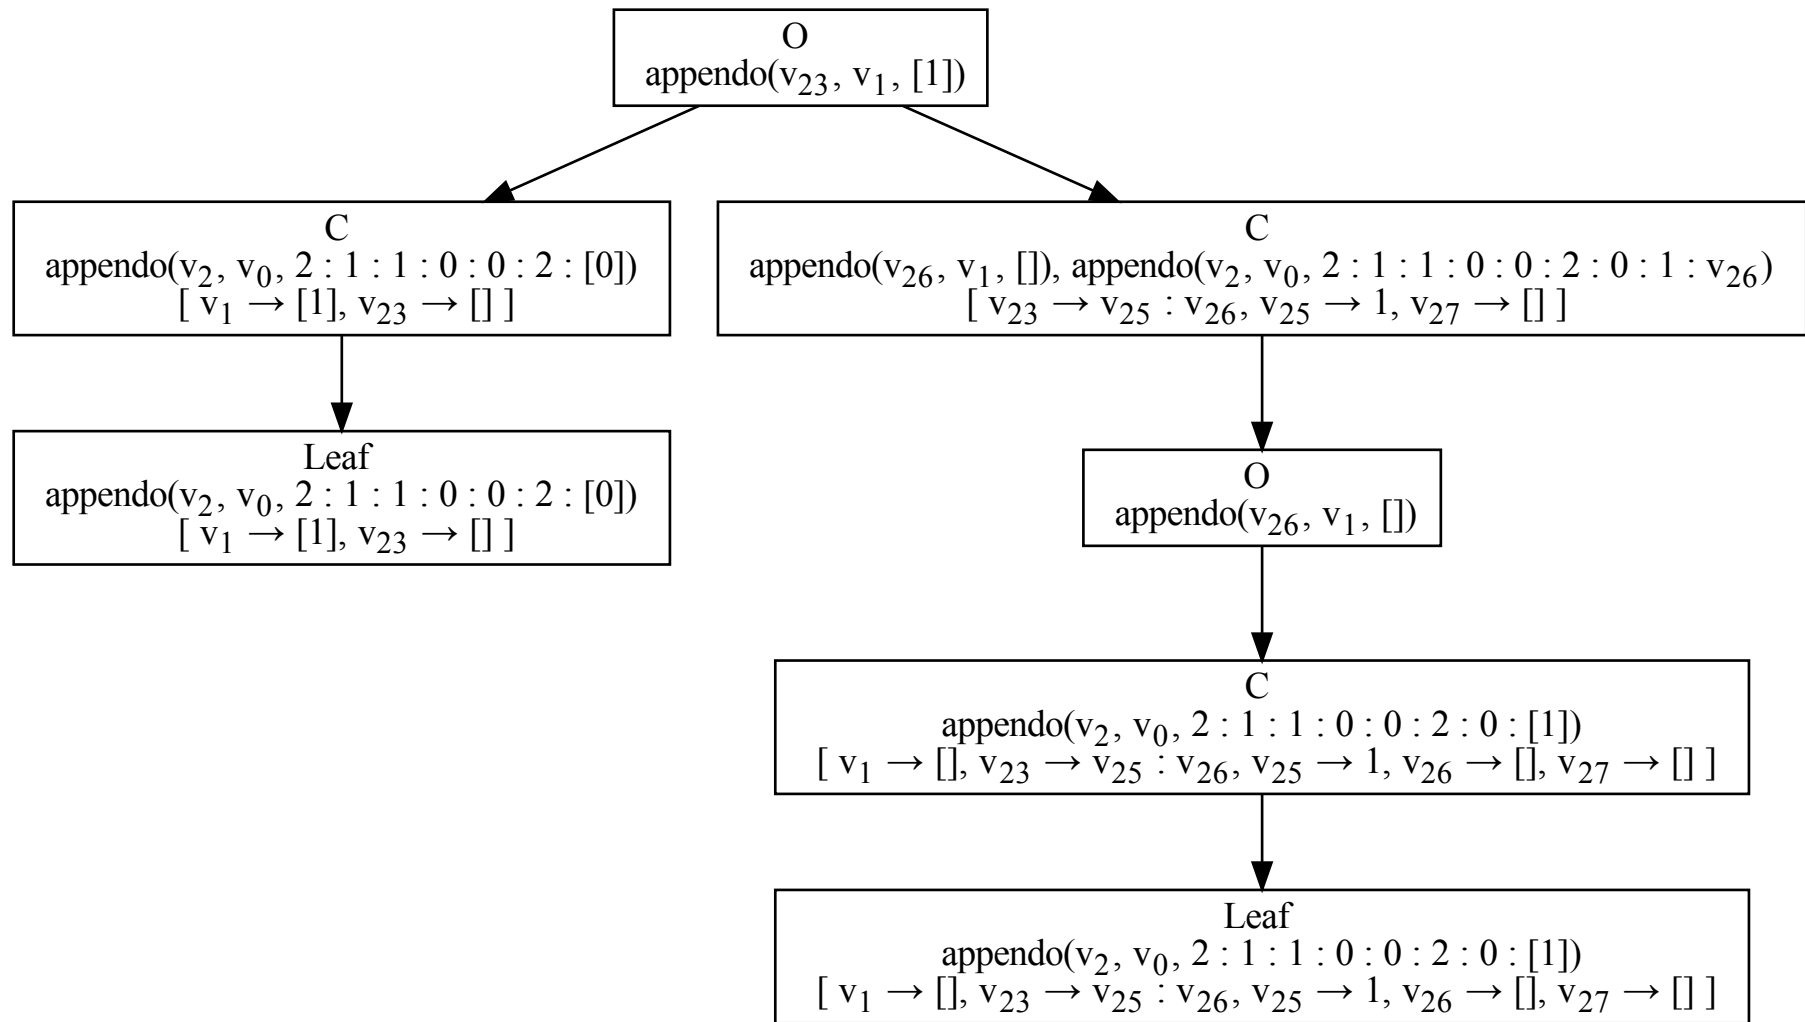 O
appendo(v₂₃, v₁, [1])
C
appendo(v₂, v₀, 2 : 1 : 1 : 0 : 0 : 2 : [0])
[ v₁ → [1], v₂₃ → [] ]
C
appendo(v₂₆, v₁, []), appendo(v₂, v₀, 2 : 1 : 1 : 0 : 0 : 2 : 0 : 1 : v₂₆)
[ v₂₃ → v₂₅ : v₂₆, v₂₅ → 1, v₂₇ → [] ]
Leaf
appendo(v₂, v₀, 2 : 1 : 1 : 0 : 0 : 2 : [0])
[ v₁ → [1], v₂₃ → [] ]
O
appendo(v₂₆, v₁, [])
C
appendo(v₂, v₀, 2 : 1 : 1 : 0 : 0 : 2 : 0 : [1])
[ v₁ → [], v₂₃ → v₂₅ : v₂₆, v₂₅ → 1, v₂₆ → [], v₂₇ → [] ]
Leaf
appendo(v₂, v₀, 2 : 1 : 1 : 0 : 0 : 2 : 0 : [1])
[ v₁ → [], v₂₃ → v₂₅ : v₂₆, v₂₅ → 1, v₂₆ → [], v₂₇ → [] ]